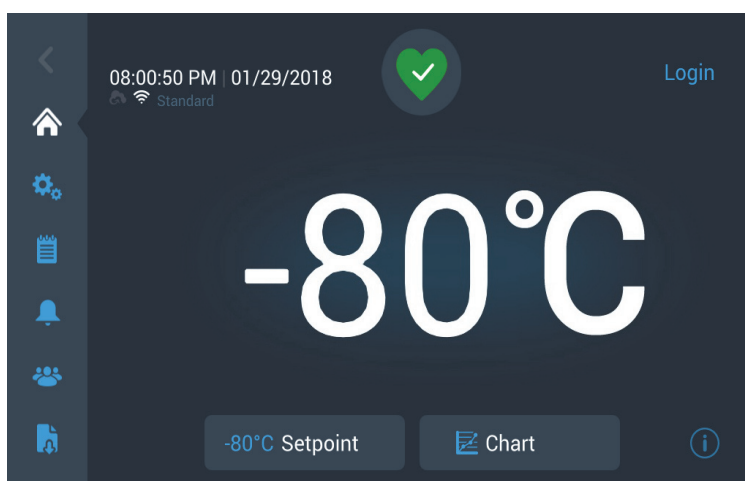 08:00:50 PM | 01/29/2018
Login
Standard
-80°C
-80°C Setpoint
Chart